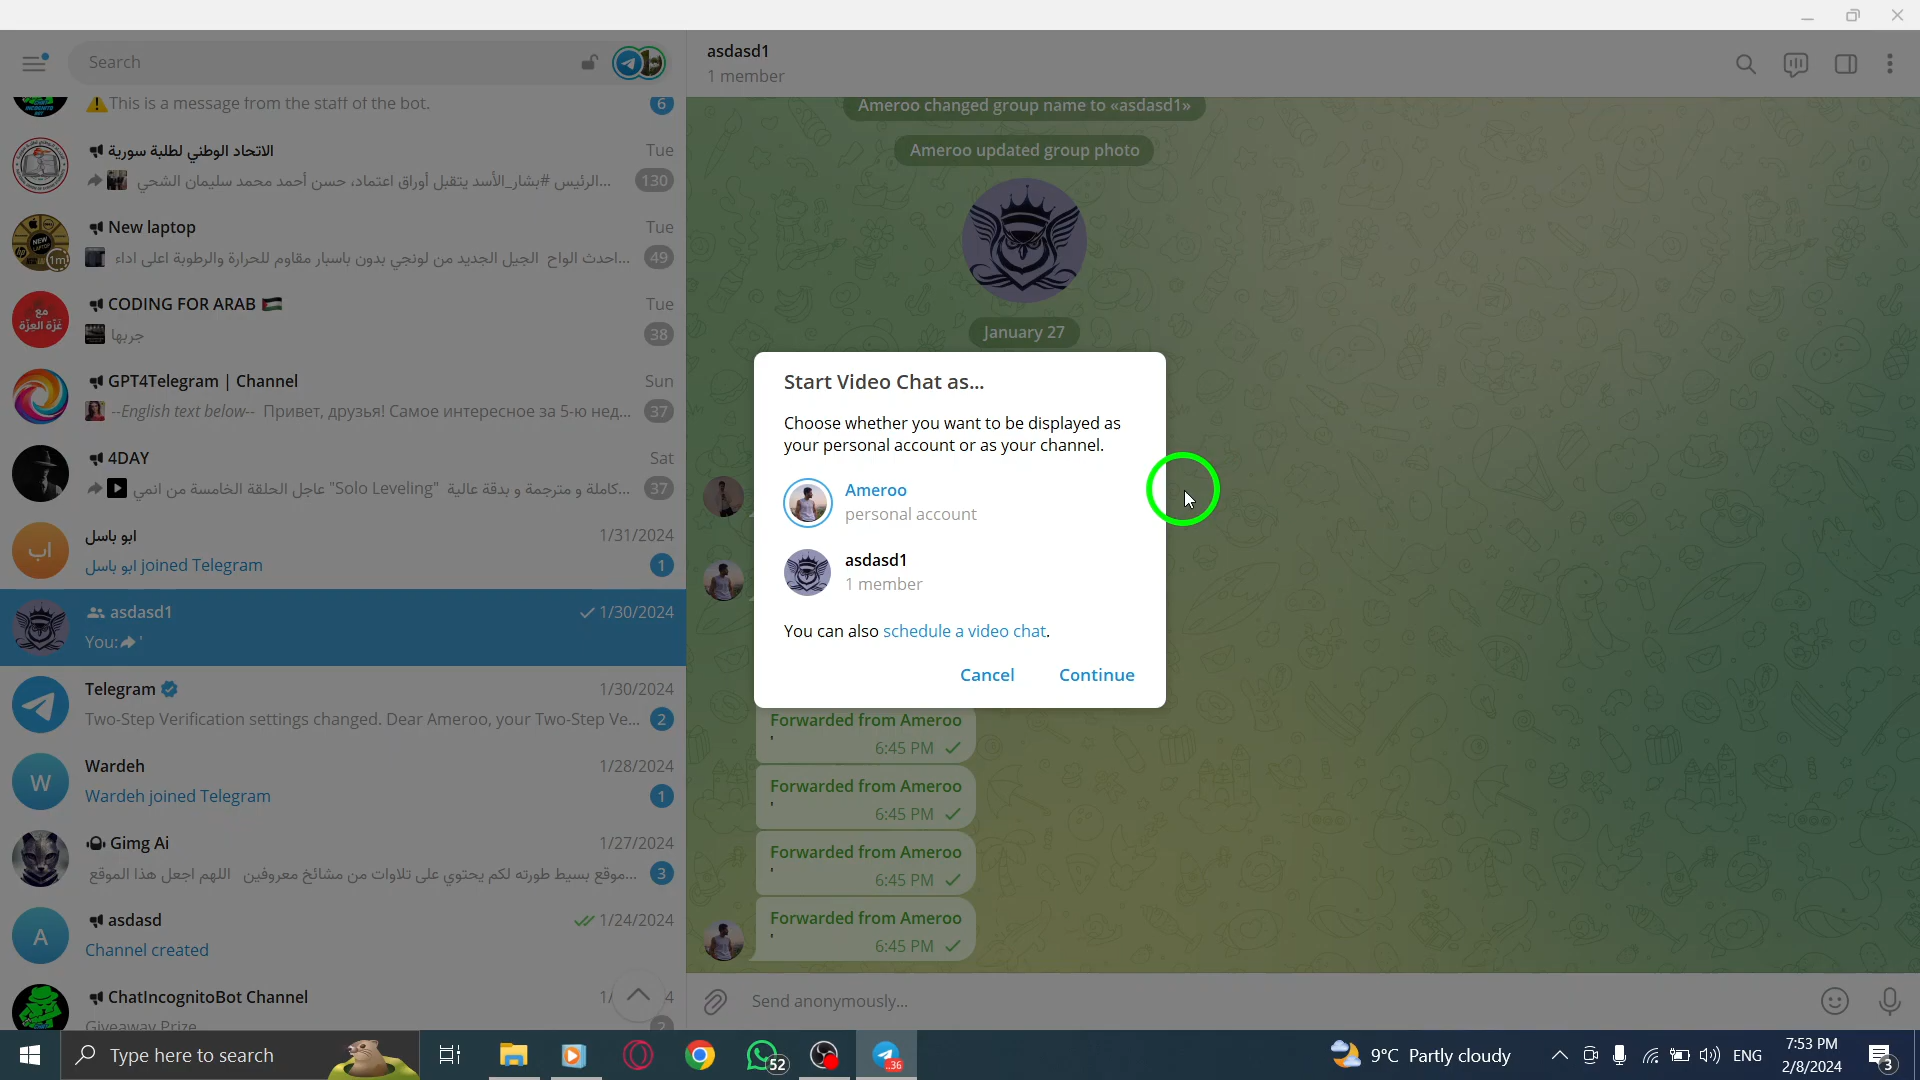 Search
This is a message from the staff of the bot.
6
الاتحاد الوطني لطلبة سورية
Tue
الرئيس #بشار_الأسد يتقبل أوراق اعتماد، حسن أحمد محمد سليمان الشحي...
130
New laptop
Tue
احدث الواح الجيل الجديد من لونجي بدون باسبار مقاوم للحرارة والرطوبة اعلى اداء...
49
CODING FOR ARAB
Tue
جربها
38
GPT4Telegram | Channel
Sun
--English text below-- Привет, друзья! Самое интересное за 5-ю нед...
37
4DAY
Sat
عاجل الحلقة الخامسة من انمي "Solo Leveling" كاملة و مترجمة و بدقة عالية...
37
اب
ابو باسل
1/31/2024
ابو باسل joined Telegram
1
asdasd1
1/30/2024
You: '
Telegram
1/30/2024
Two-Step Verification settings changed. Dear Ameroo, your Two-Step Ve...
2
W
Wardeh
1/28/2024
Wardeh joined Telegram
1
Gimg Ai
1/27/2024
موقع بسيط طورته لكم يحتوي على تلاوات من مشائخ معروفين اللهم اجعل هذا الموقع...
3
A
asdasd
1/24/2024
Channel created
ChatIncognitoBot Channel
Giveaway Prize
asdasd1
1 member
Ameroo changed group name to «asdasd1»
Ameroo updated group photo
January 27
Start Video Chat as...
Choose whether you want to be displayed as
your personal account or as your channel.
Ameroo
personal account
asdasd1
1 member
You can also schedule a video chat.
Cancel
Continue
Forwarded from Ameroo
'
6:45 PM
Forwarded from Ameroo
'
6:45 PM
Forwarded from Ameroo
'
6:45 PM
Forwarded from Ameroo
'
6:45 PM
Send anonymously...
Type here to search
52
36
9°C Partly cloudy
ENG
7:53 PM
2/8/2024
3